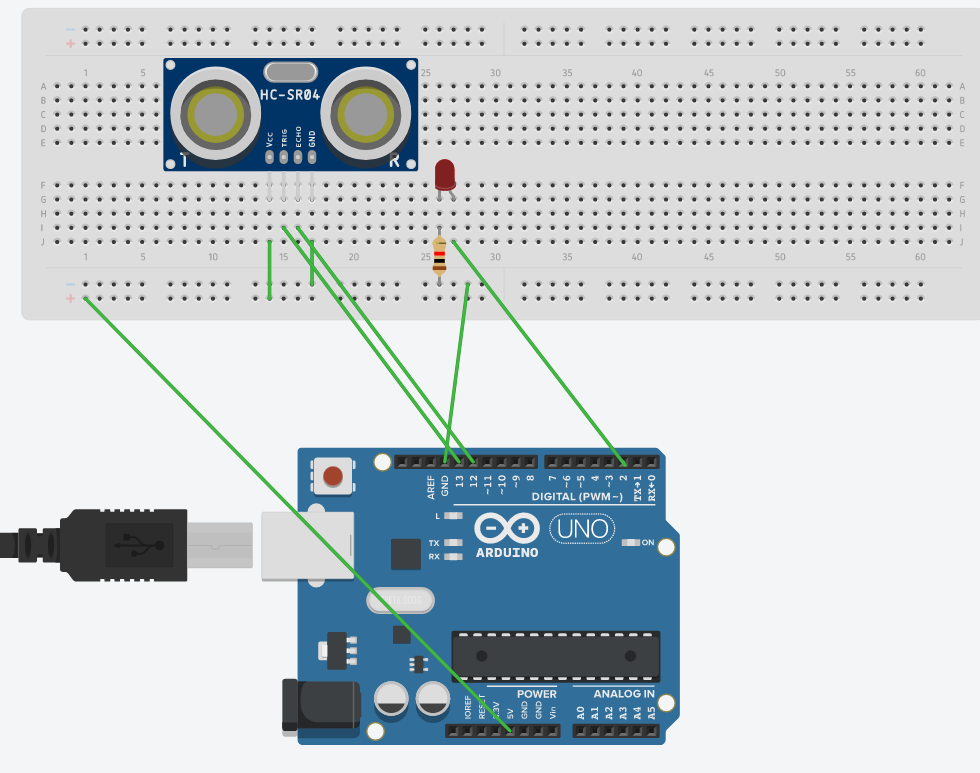 − −
+ +
1 5 25 30 35 40 45 50 55 60
HC-SR04
A A
B B
C C
D D
E E
Vcc TRIG ECHO GND
T R
F F
G G
H H
I I
J J
1 5 10 15 20 25 30 35 40 45 50 55 60
−
+
AREF GND 13 12 ~11 ~10 ~9 8 7 ~6 ~5 4 ~3 2 TX→1 RX←0
DIGITAL (PWM~)
L
TX
RX
UNO
ARDUINO
ON
POWER ANALOG IN
IOREF RESET 3.3V 5V GND GND Vin A0 A1 A2 A3 A4 A5